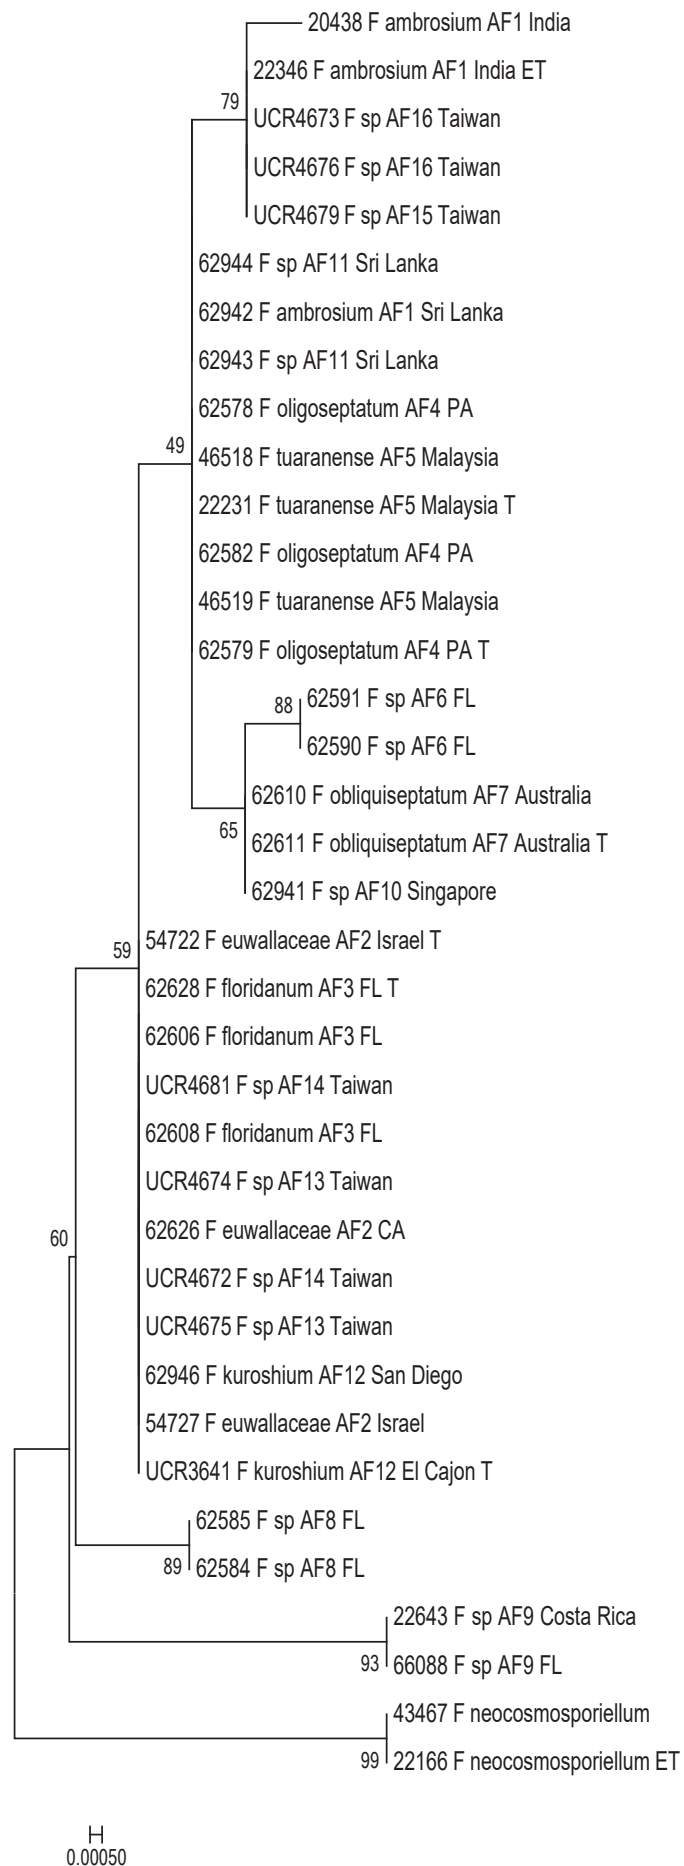 20438 F ambrosium AF1 India
22346 F ambrosium AF1 India ET
79
UCR4673 F sp AF16 Taiwan
UCR4676 F sp AF16 Taiwan
UCR4679 F sp AF15 Taiwan
62944 F sp AF11 Sri Lanka
62942 F ambrosium AF1 Sri Lanka
62943 F sp AF11 Sri Lanka
62578 F oligoseptatum AF4 PA
49
46518 F tuaranense AF5 Malaysia
22231 F tuaranense AF5 Malaysia T
62582 F oligoseptatum AF4 PA
46519 F tuaranense AF5 Malaysia
62579 F oligoseptatum AF4 PA T
62591 F sp AF6 FL
88
62590 F sp AF6 FL
62610 F obliquiseptatum AF7 Australia
65
62611 F obliquiseptatum AF7 Australia T
62941 F sp AF10 Singapore
54722 F euwallaceae AF2 Israel T
59
62628 F floridanum AF3 FL T
62606 F floridanum AF3 FL
UCR4681 F sp AF14 Taiwan
62608 F floridanum AF3 FL
UCR4674 F sp AF13 Taiwan
62626 F euwallaceae AF2 CA
60
UCR4672 F sp AF14 Taiwan
UCR4675 F sp AF13 Taiwan
62946 F kuroshium AF12 San Diego
54727 F euwallaceae AF2 Israel
UCR3641 F kuroshium AF12 El Cajon T
62585 F sp AF8 FL
89
62584 F sp AF8 FL
22643 F sp AF9 Costa Rica
93
66088 F sp AF9 FL
43467 F neocosmosporiellum
99
22166 F neocosmosporiellum ET
0.00050